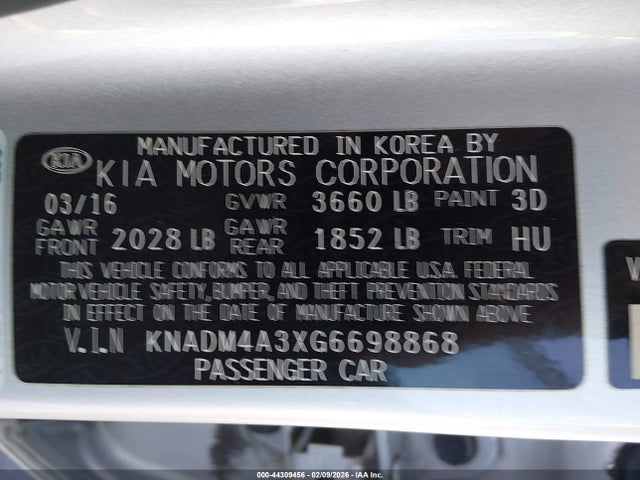 MANUFACTURED IN KOREA BY
KIA KIA MOTORS CORPORATION
03/16 GVWR 3660 LB PAINT 3D
GAWR FRONT 2028 LB GAWR REAR 1852 LB TRIM HU
THIS VEHICLE CONFORMS TO ALL APPLICABLE U.S.A. FEDERAL
MOTOR VEHICLE SAFETY, BUMPER, AND THEFT PREVENTION STANDARDS
IN EFFECT ON THE DATE OF MANUFACTURE SHOWN ABOVE.
V.I.N KNADM4A3XG6698868
PASSENGER CAR
000-44309456 - 02/09/2026 - IAA Inc.